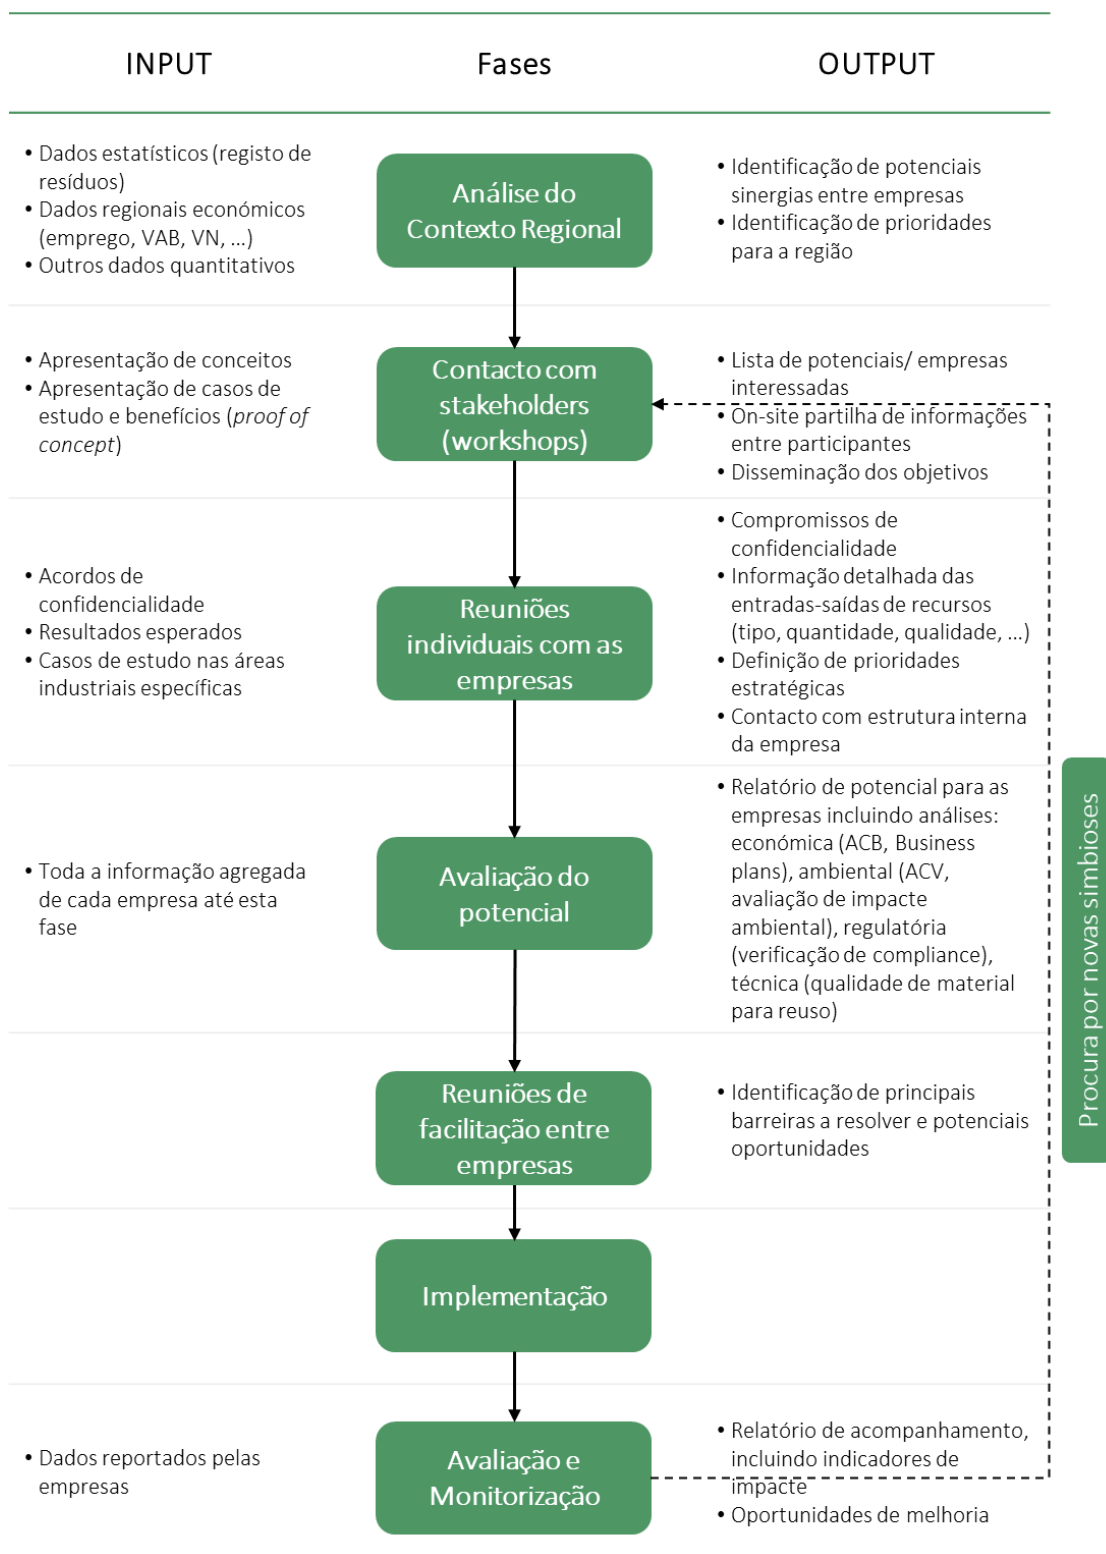 INPUT
Fases
OUTPUT
• Dados estatísticos (registo de
resíduos)
• Dados regionais económicos
(emprego, VAB, VN, ...)
• Outros dados quantitativos
Análise do
Contexto Regional
• Identificação de potenciais
sinergias entre empresas
• Identificação de prioridades
para a região
• Apresentação de conceitos
• Apresentação de casos de
estudo e benefícios (proof of
concept)
Contacto com
stakeholders
(workshops)
• Lista de potenciais/ empresas
interessadas
• On-site partilha de informações
entre participantes
• Disseminação dos objetivos
• Acordos de
confidencialidade
• Resultados esperados
• Casos de estudo nas áreas
industriais específicas
Reuniões
individuais com as
empresas
• Compromissos de
confidencialidade
• Informação detalhada das
entradas-saídas de recursos
(tipo, quantidade, qualidade, ...)
• Definição de prioridades
estratégicas
• Contacto com estrutura interna
da empresa
• Toda a informação agregada
de cada empresa até esta
fase
Avaliação do
potencial
• Relatório de potencial para as
empresas incluindo análises:
económica (ACB, Business
plans), ambiental (ACV,
avaliação de impacte
ambiental), regulatória
(verificação de compliance),
técnica (qualidade de material
para reuso)
Reuniões de
facilitação entre
empresas
• Identificação de principais
barreiras a resolver e potenciais
oportunidades
Implementação
• Dados reportados pelas
empresas
Avaliação e
Monitorização
• Relatório de acompanhamento,
incluindo indicadores de
impacte
• Oportunidades de melhoria
Procura por novas simbioses